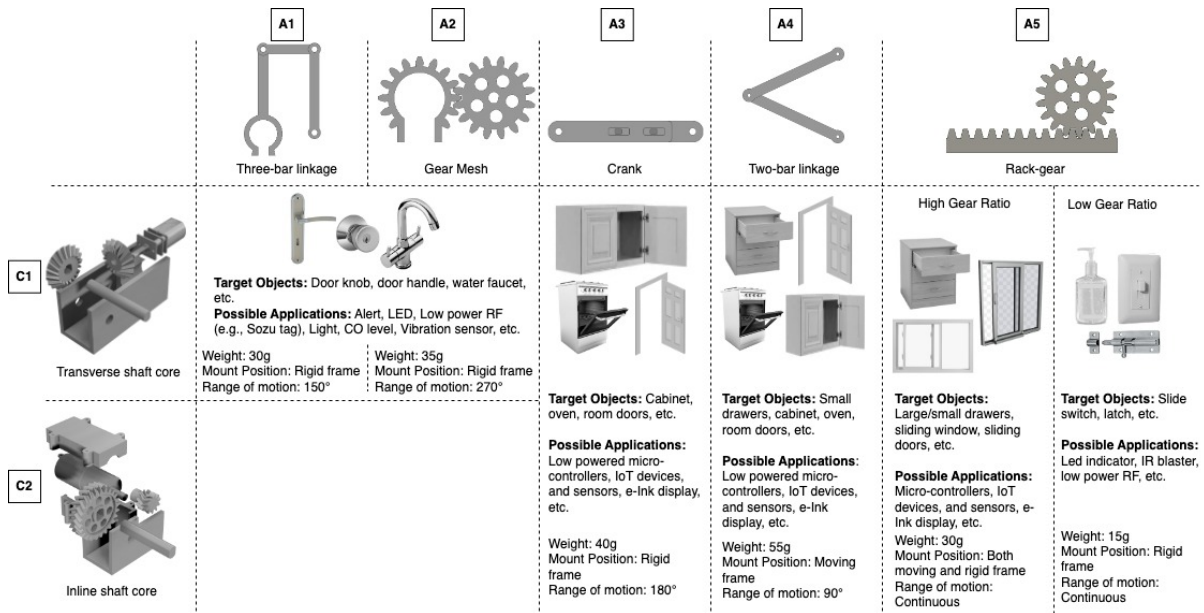 A1
A2
A3
A4
A5
Three-bar linkage
Gear Mesh
Crank
Two-bar linkage
Rack-gear
C1
Transverse shaft core
Target Objects: Door knob, door handle, water faucet,
etc.
Possible Applications: Alert, LED, Low power RF
(e.g., Sozu tag), Light, CO level, Vibration sensor, etc.
Weight: 30g
Mount Position: Rigid frame
Range of motion: 150°
Weight: 35g
Mount Position: Rigid frame
Range of motion: 270°
C2
Inline shaft core
Target Objects: Cabinet,
oven, room doors, etc.
Possible Applications:
Low powered micro-
controllers, IoT devices,
and sensors, e-Ink display,
etc.
Weight: 40g
Mount Position: Rigid
frame
Range of motion: 180°
Target Objects: Small
drawers, cabinet, oven,
room doors, etc.
Possible Applications:
Low powered micro-
controllers, IoT devices,
and sensors, e-Ink
display, etc.
Weight: 55g
Mount Position: Moving
frame
Range of motion: 90°
High Gear Ratio
Target Objects:
Large/small drawers,
sliding window, sliding
doors, etc.
Possible Applications:
Micro-controllers, IoT
devices, and sensors, e-
Ink display, etc.
Weight: 30g
Mount Position: Both
moving and rigid frame
Range of motion:
Continuous
Low Gear Ratio
Target Objects: Slide
switch, latch, etc.
Possible Applications:
Led indicator, IR blaster,
low power RF, etc.
Weight: 15g
Mount Position: Rigid
frame
Range of motion:
Continuous